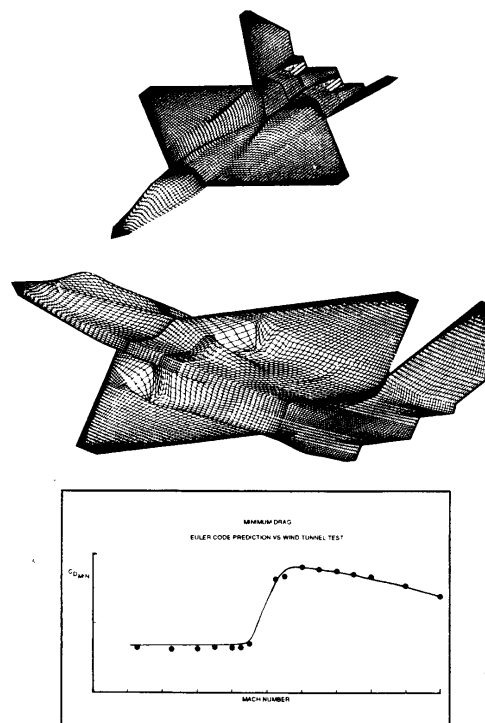 MINIMUM DRAG
EULER CODE PREDICTION VS WIND TUNNEL TEST
CDMIN
MACH NUMBER